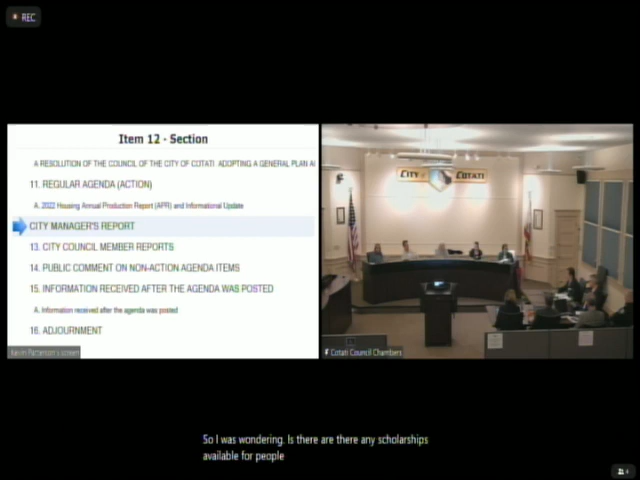 REC
Item 12 - Section
A RESOLUTION OF THE COUNCIL OF THE CITY OF COTATI ADOPTING A GENERAL PLAN A
11. REGULAR AGENDA (ACTION)
A. 2022 Housing Annual Production Report (APR) and Informational Update
CITY MANAGER'S REPORT
13. CITY COUNCIL MEMBER REPORTS
14. PUBLIC COMMENT ON NON-ACTION AGENDA ITEMS
15. INFORMATION RECEIVED AFTER THE AGENDA WAS POSTED
A. Information received after the agenda was posted
16. ADJOURNMENT
Kevin Patterson's screen
CITY OF COTATI
Cotati Council Chambers
So I was wondering. Is there are there any scholarships
available for people